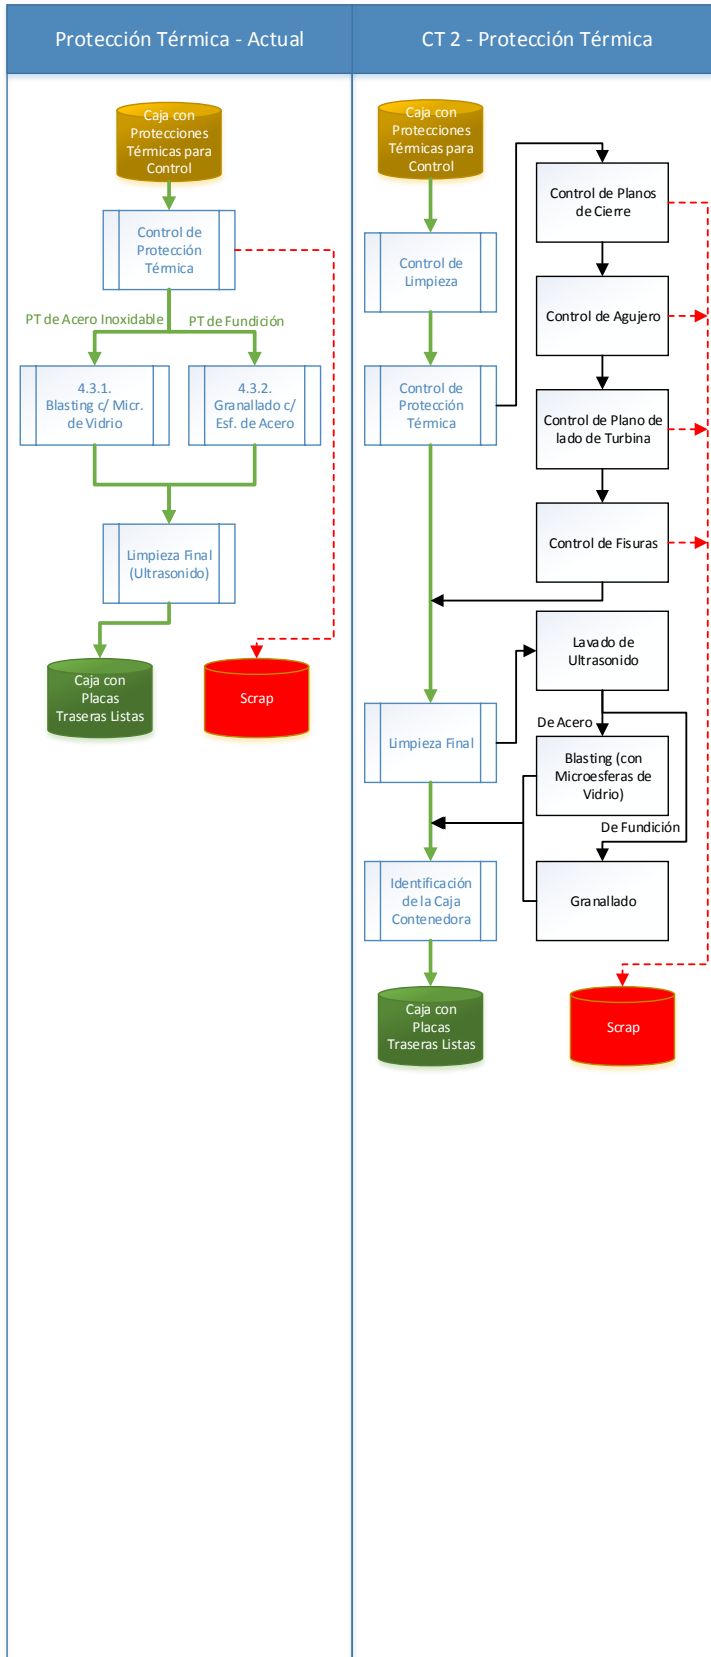 Protección Térmica - Actual
CT 2 - Protección Térmica
Caja con
Protecciones
Térmicas para
Control
Control de
Protección
Térmica
PT de Acero Inoxidable
PT de Fundición
4.3.1.
Blasting c/ Micr.
de Vidrio
4.3.2.
Granallado c/
Esf. de Acero
Limpieza Final
(Ultrasonido)
Caja con
Placas
Traseras Listas
Scrap
Caja con
Protecciones
Térmicas para
Control
Control de
Limpieza
Control de
Protección
Térmica
Control de Planos
de Cierre
Control de Agujero
Control de Plano de
lado de Turbina
Control de Fisuras
Limpieza Final
Lavado de
Ultrasonido
De Acero
Blasting (con
Microesferas de
Vidrio)
De Fundición
Granallado
Identificación
de la Caja
Contenedora
Caja con
Placas
Traseras Listas
Scrap